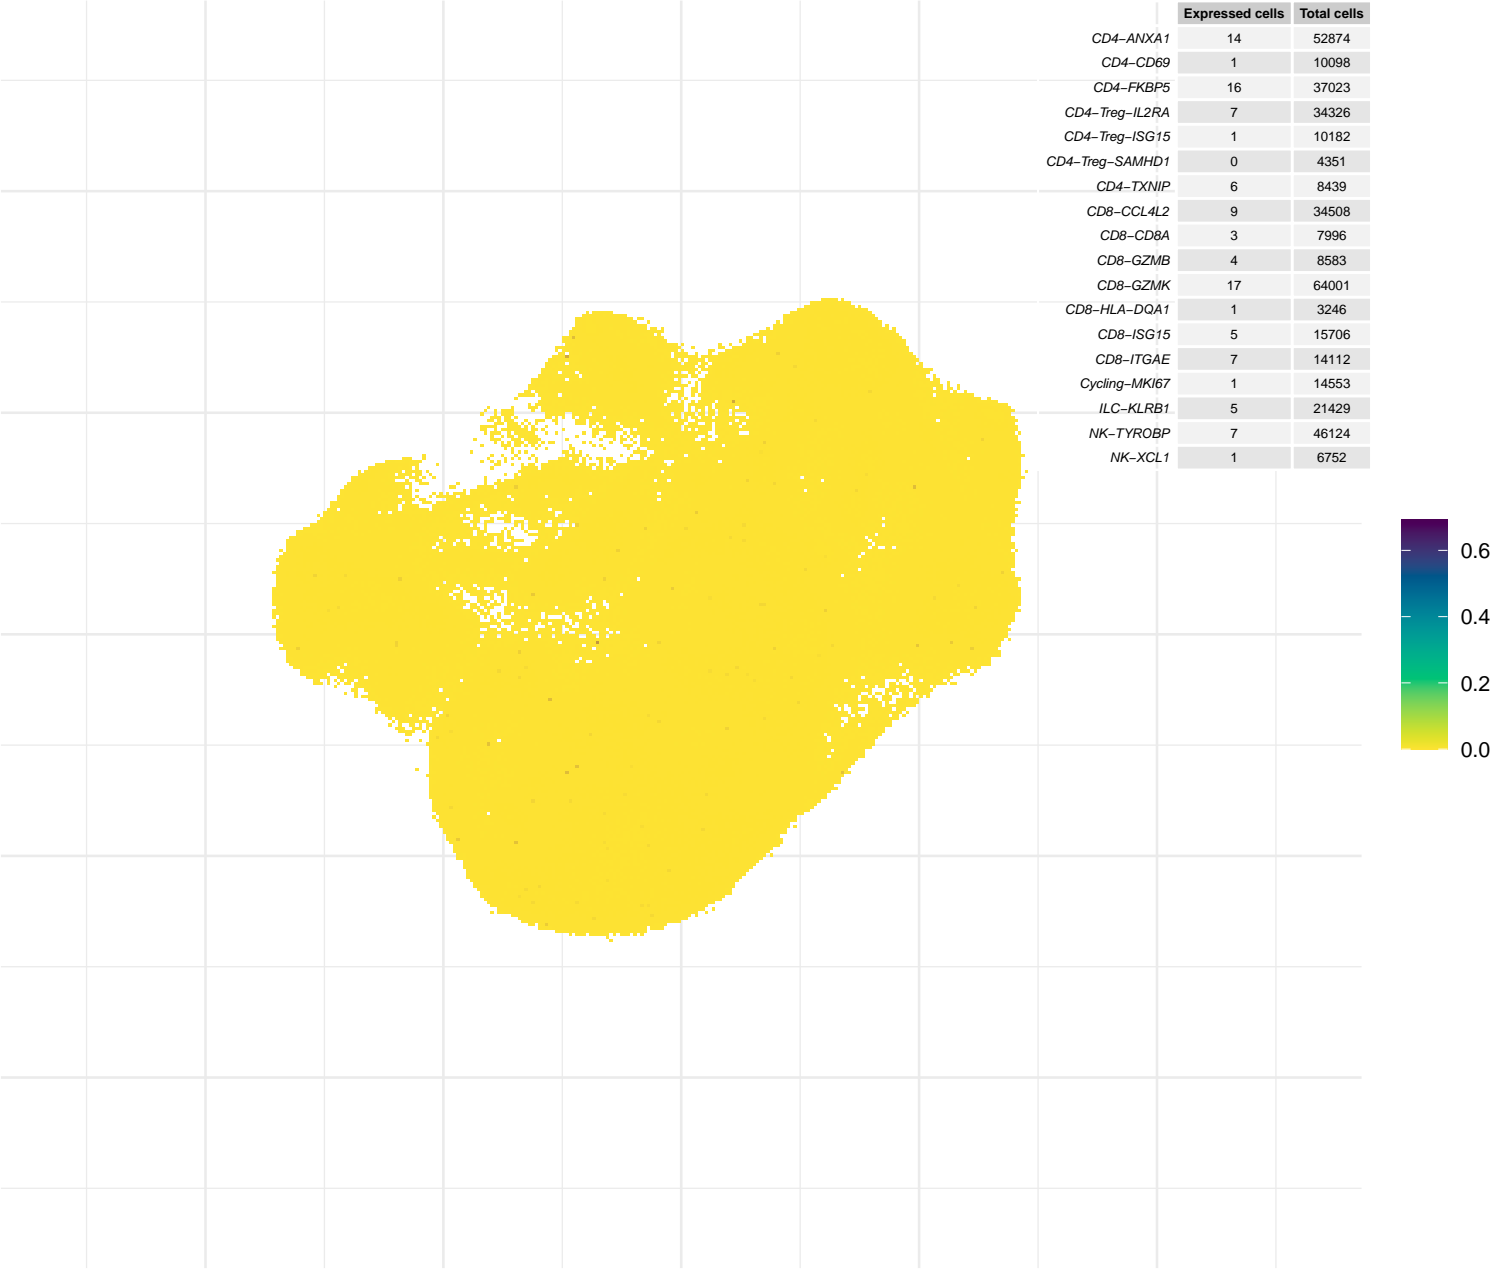 Expressed cells Total cells
CD4−ANXA1 14 52874
CD4−CD69 1 10098
CD4−FKBP5 16 37023
CD4−Treg−IL2RA 7 34326
CD4−Treg−ISG15 1 10182
CD4−Treg−SAMHD1 0 4351
CD4−TXNIP 6 8439
CD8−CCL4L2 9 34508
CD8−CD8A 3 7996
CD8−GZMB 4 8583
CD8−GZMK 17 64001
CD8−HLA−DQA1 1 3246
CD8−ISG15 5 15706
CD8−ITGAE 7 14112
Cycling−MKI67 1 14553
ILC−KLRB1 5 21429
NK−TYROBP 7 46124
NK−XCL1 1 6752
0.6
0.4
0.2
0.0